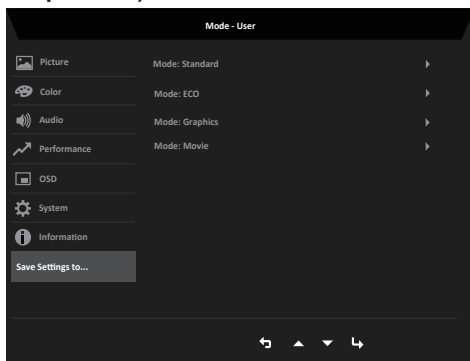 Mode - User
Picture
Mode: Standard
Color
Mode: ECO
Audio
Mode: Graphics
Performance
Mode: Movie
OSD
System
Information
Save Settings to...